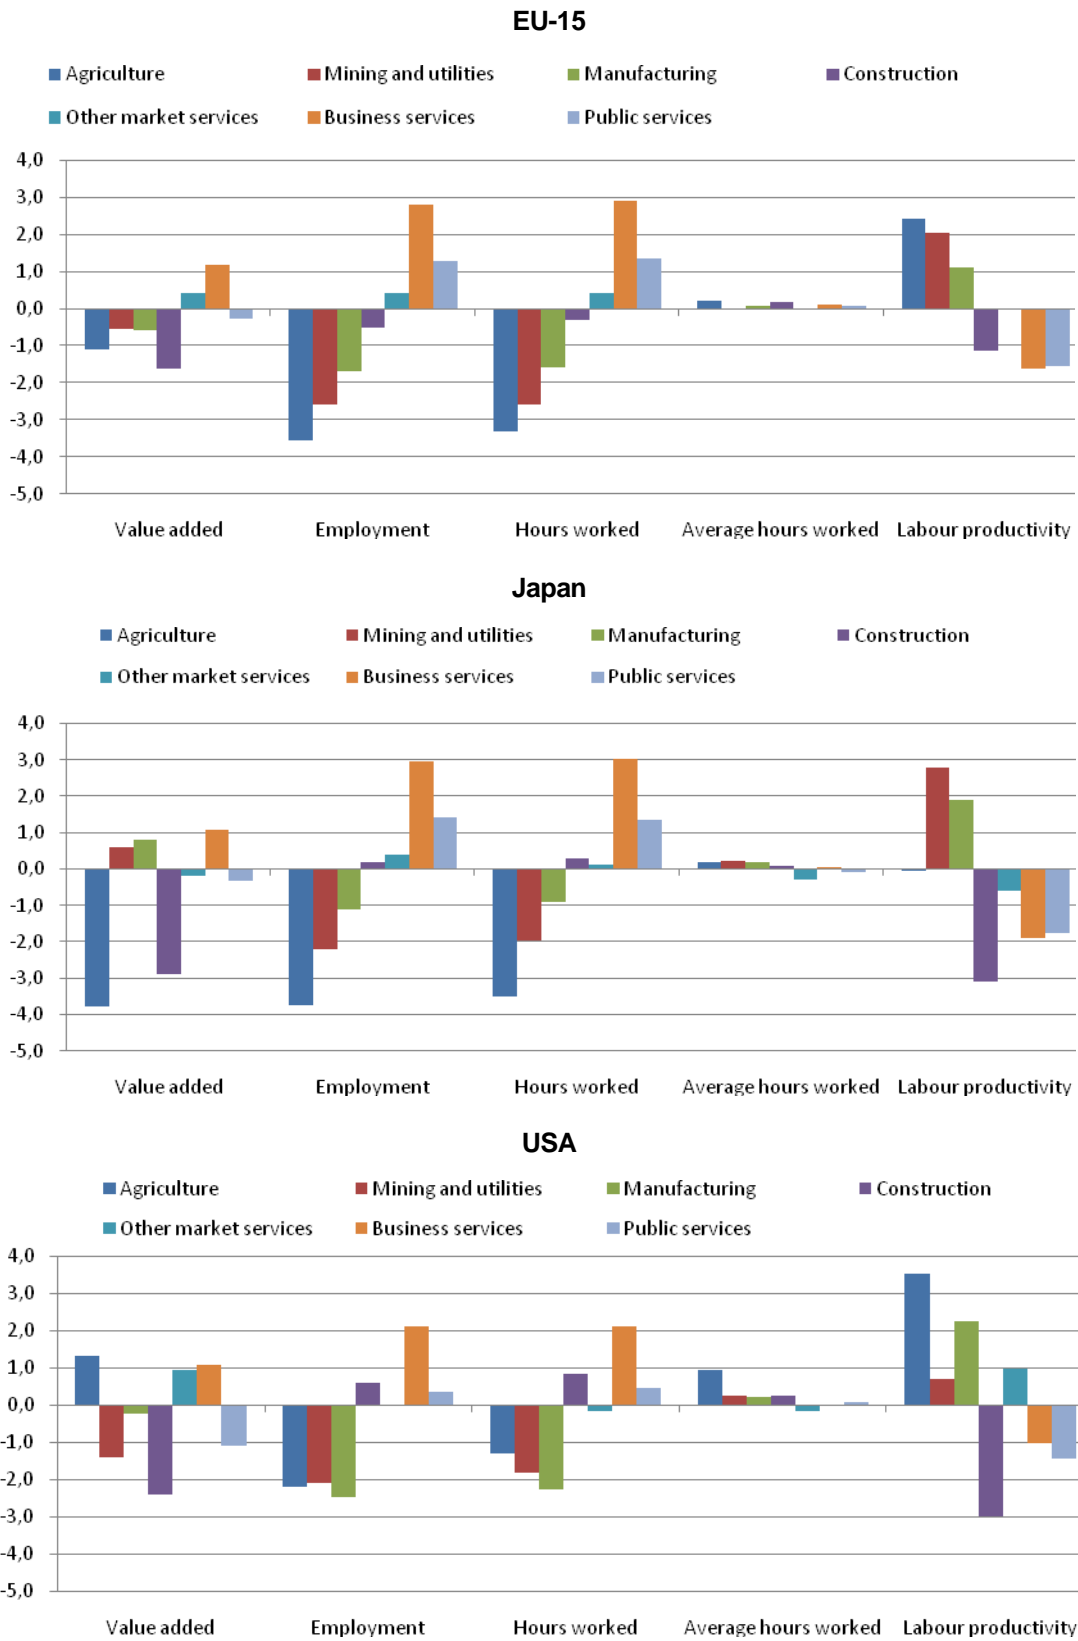 EU-15
Agriculture Mining and utilities Manufacturing Construction
Other market services Business services Public services
4,0
3,0
2,0
1,0
0,0
-1,0
-2,0
-3,0
-4,0
-5,0
Value added Employment Hours worked Average hours worked Labour productivity
Japan
Agriculture Mining and utilities Manufacturing Construction
Other market services Business services Public services
4,0
3,0
2,0
1,0
0,0
-1,0
-2,0
-3,0
-4,0
-5,0
Value added Employment Hours worked Average hours worked Labour productivity
USA
Agriculture Mining and utilities Manufacturing Construction
Other market services Business services Public services
4,0
3,0
2,0
1,0
0,0
-1,0
-2,0
-3,0
-4,0
-5,0
Value added Employment Hours worked Average hours worked Labour productivity